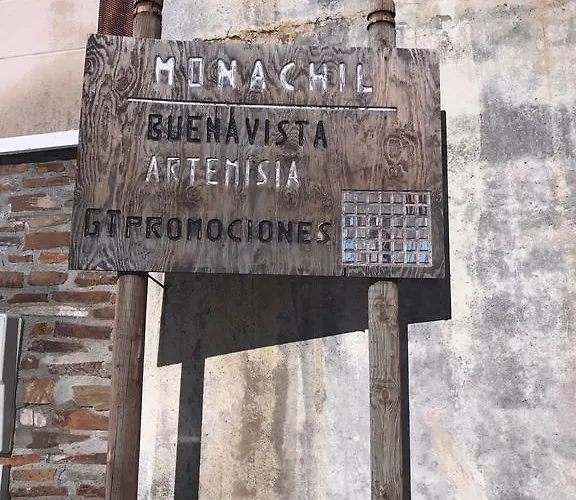 MONACHIL
BUENAVISTA
ARTEMISIA
GTPROMOCIONES